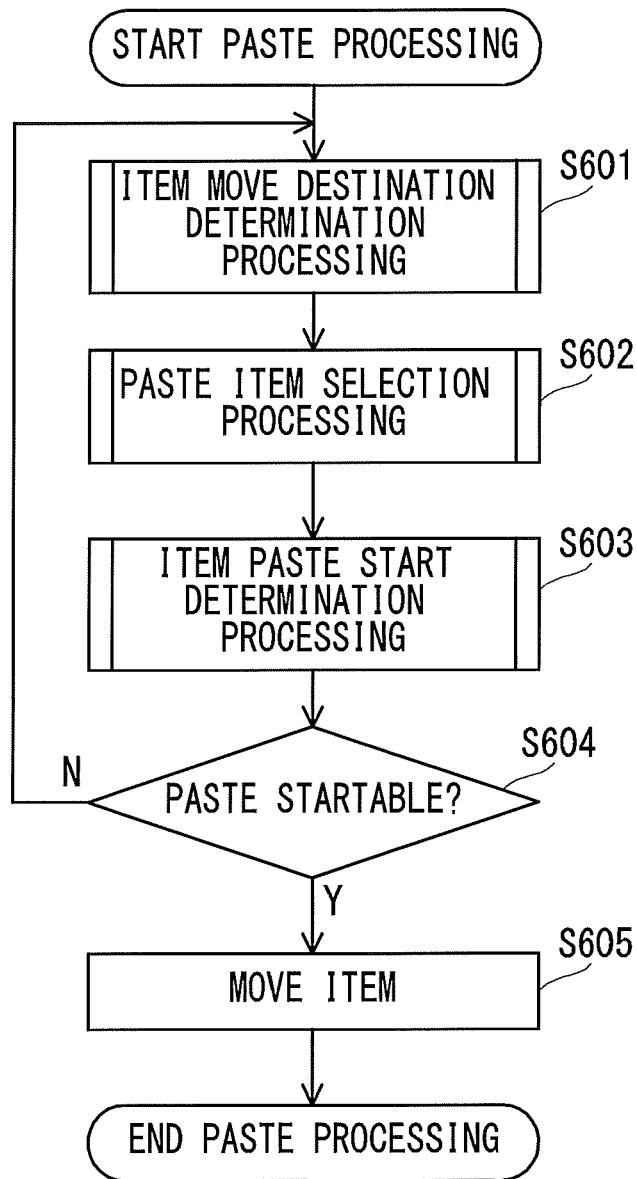 START PASTE PROCESSING
S601
ITEM MOVE DESTINATION
DETERMINATION
PROCESSING
S602
PASTE ITEM SELECTION
PROCESSING
S603
ITEM PASTE START
DETERMINATION
PROCESSING
S604
N
PASTE STARTABLE?
Y
S605
MOVE ITEM
END PASTE PROCESSING